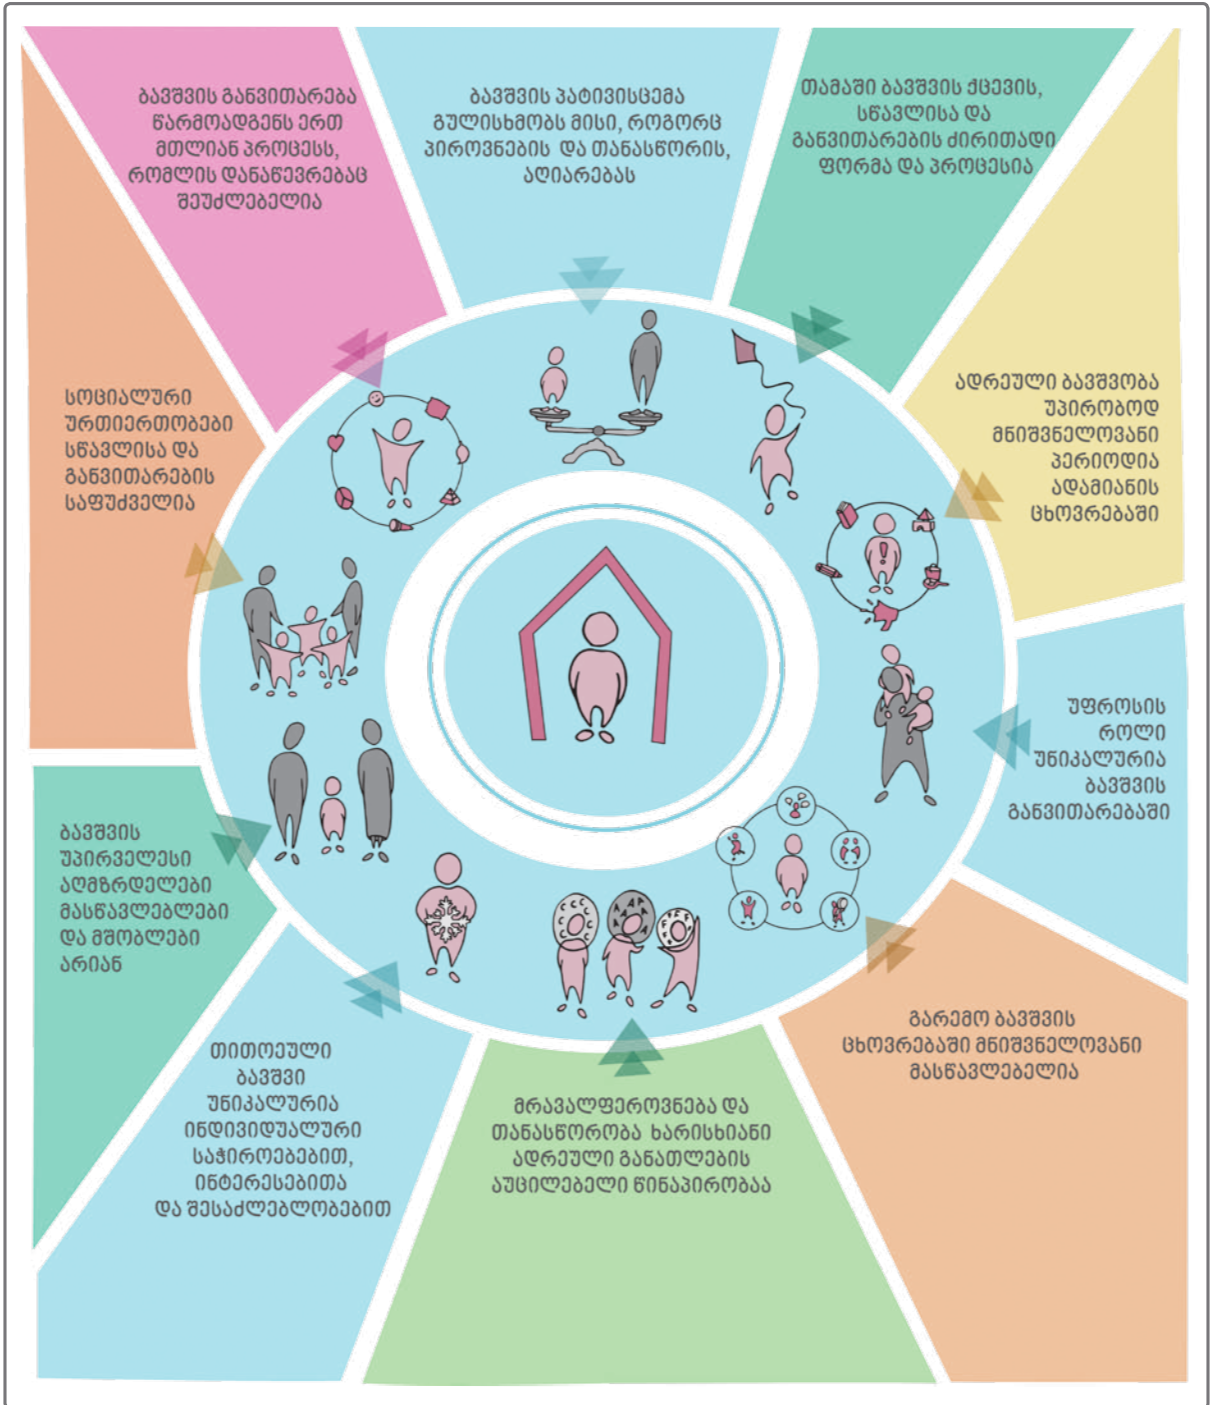 ბავშვის განვითარება
წარმოადგენს ერთ
მთლიან პროცესს,
რომლის დანაწევრებაც
შეუძლებელია
ბავშვის პატივისცემა
გულისხმობს მისი, როგორც
პიროვნების და თანასწორის,
აღიარებას
თამაში ბავშვის ქცევის,
სწავლისა და
განვითარების ძირითადი
ფორმა და პროცესია
ადრეული ბავშვობა
უპირობოდ
მნიშვნელოვანი
პერიოდია
ადამიანის
ცხოვრებაში
უფროსის
როლი
უნიკალურია
ბავშვის
განვითარებაში
გარემო ბავშვის
ცხოვრებაში მნიშვნელოვანი
მასწავლებელია
მრავალფეროვნება და
თანასწორობა ხარისხიანი
ადრეული განათლების
აუცილებელი წინაპირობაა
თითოეული
ბავშვი
უნიკალურია
ინდივიდუალური
საჭიროებებით,
ინტერესებითა
და შესაძლებლობებით
ბავშვის
უპირველესი
აღმზრდელები
მასწავლებლები
და მშობლები
არიან
სოციალური
ურთიერთობები
სწავლისა და
განვითარების
საფუძველია